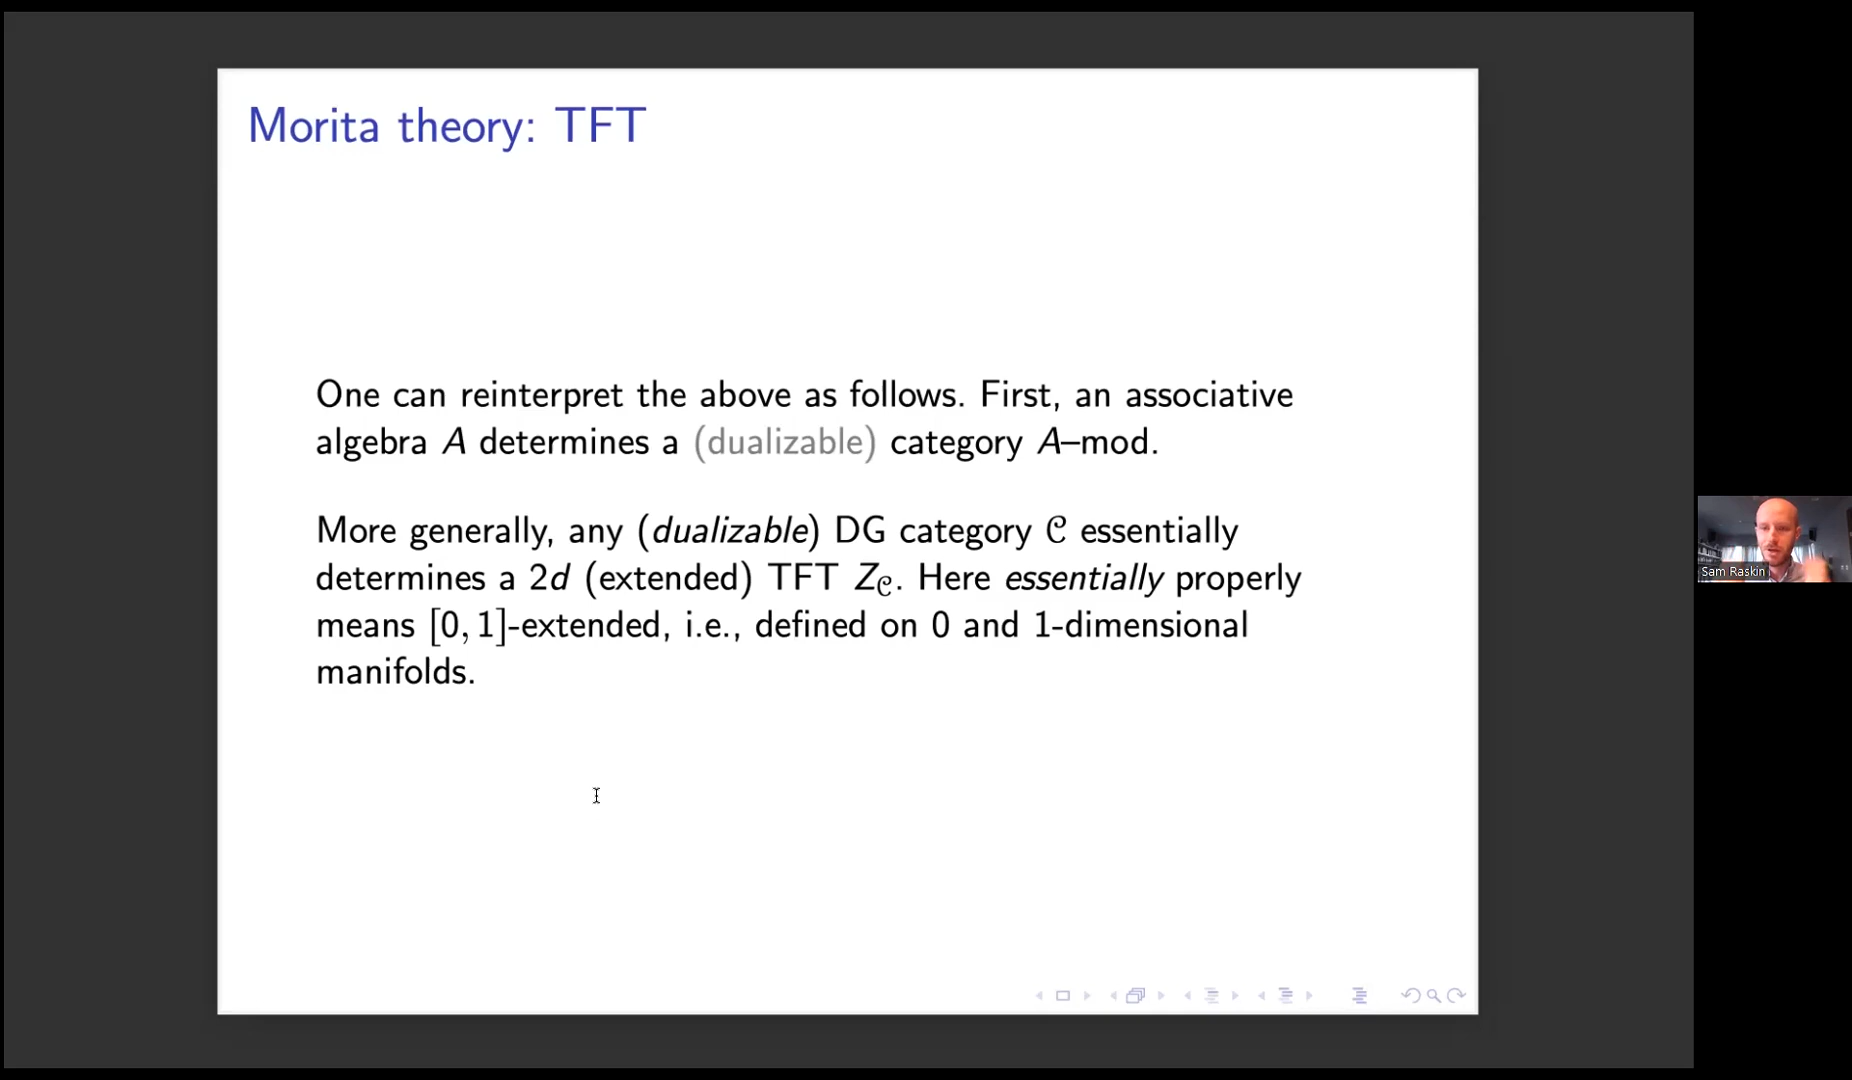 Morita theory: TFT
One can reinterpret the above as follows. First, an associative
algebra A determines a (dualizable) category A–mod.
More generally, any (dualizable) DG category 𝒞 essentially
determines a 2d (extended) TFT Z𝒞. Here essentially properly
means [0, 1]-extended, i.e., defined on 0 and 1-dimensional
manifolds.
Sam Raskin